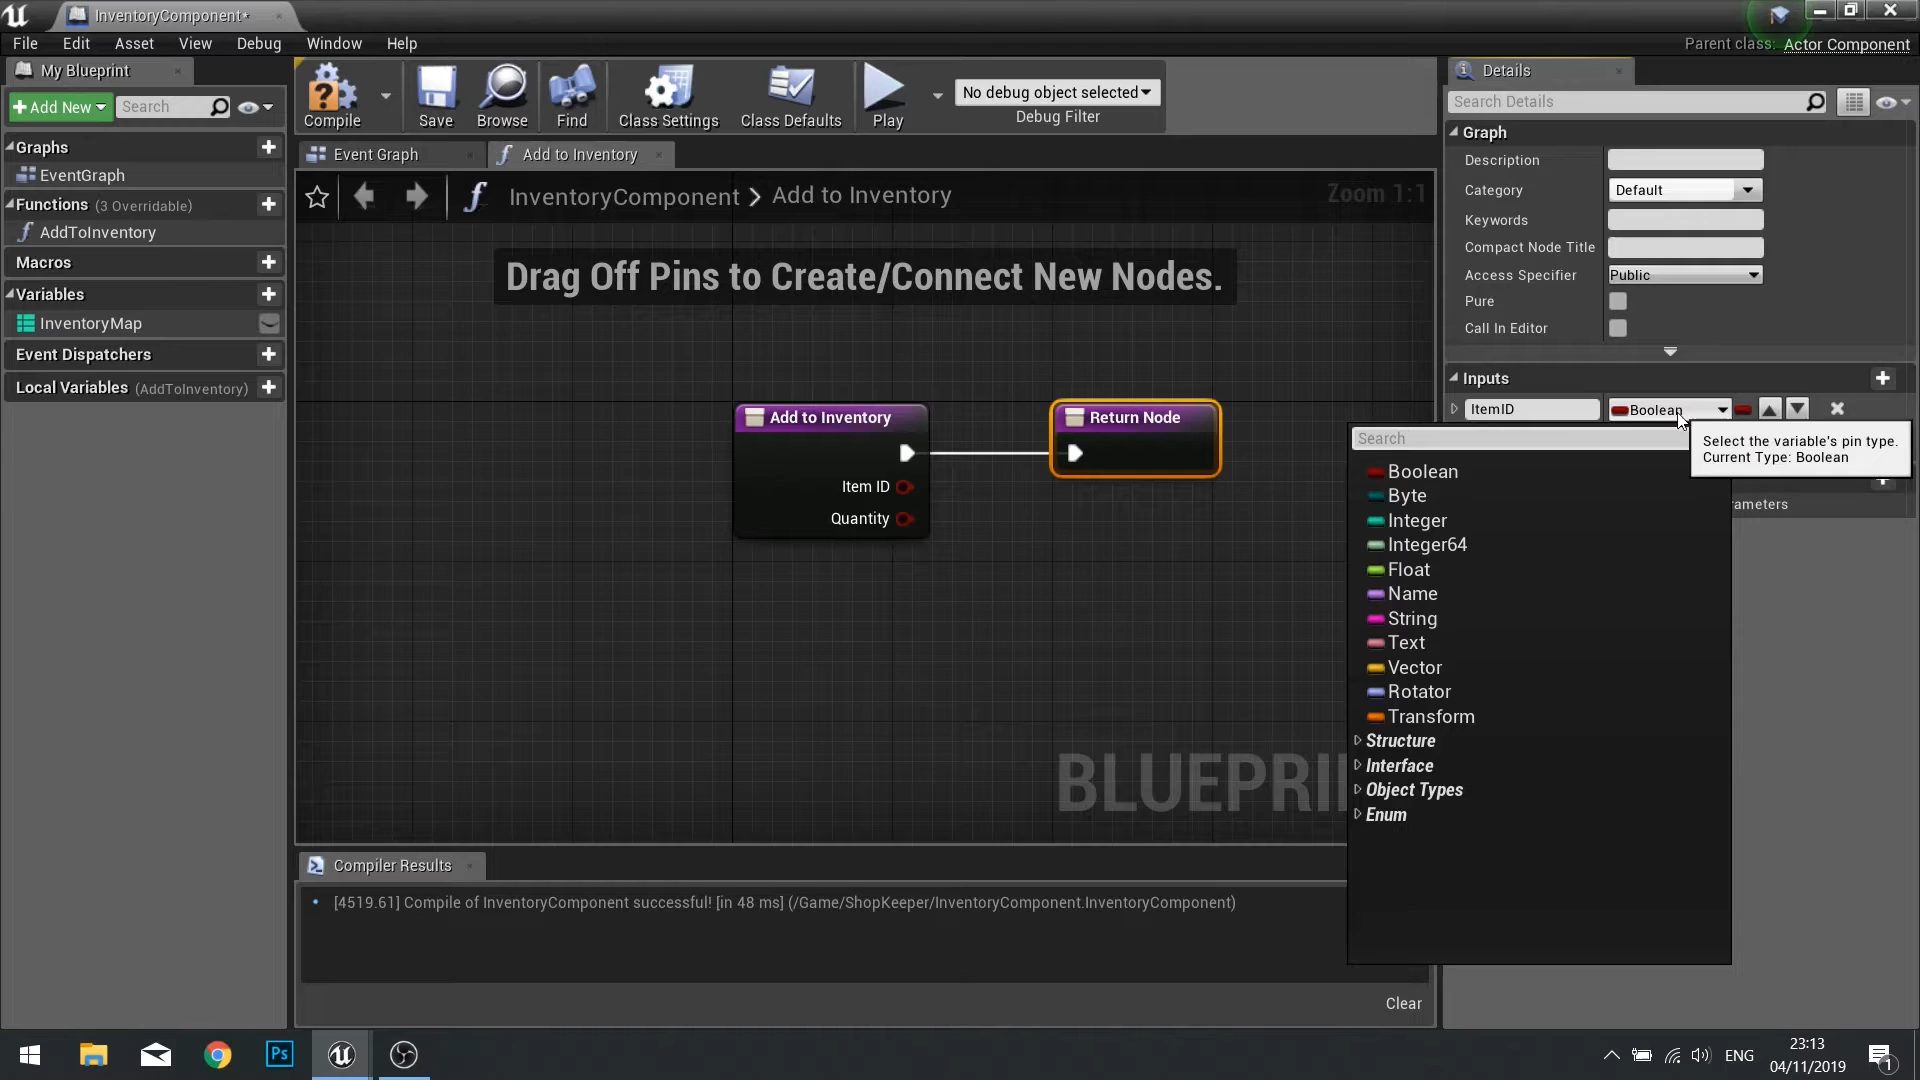 InventoryComponent*
File Edit Asset View Debug Window Help
Parent class: Actor Component
My Blueprint
Add New
Search
Graphs
EventGraph
Functions (3 Overridable)
AddToInventory
Macros
Variables
InventoryMap
Event Dispatchers
Local Variables (AddToInventory)
Compile
Save
Browse
Find
Class Settings
Class Defaults
Play
No debug object selected
Debug Filter
Event Graph
Add to Inventory
InventoryComponent > Add to Inventory
Zoom 1:1
Drag Off Pins to Create/Connect New Nodes.
Add to Inventory
Item ID
Quantity
Return Node
Compiler Results
[4519.61] Compile of InventoryComponent successful! [in 48 ms] (/Game/ShopKeeper/InventoryComponent.InventoryComponent)
Clear
Details
Search Details
Graph
Description
Category Default
Keywords
Compact Node Title
Access Specifier Public
Pure
Call In Editor
Inputs
ItemID Boolean
Search
Select the variable's pin type.
Current Type: Boolean
Boolean
Byte
Integer
Integer64
Float
Name
String
Text
Vector
Rotator
Transform
Structure
Interface
Object Types
Enum
Ps
ENG
23:13
04/11/2019
1